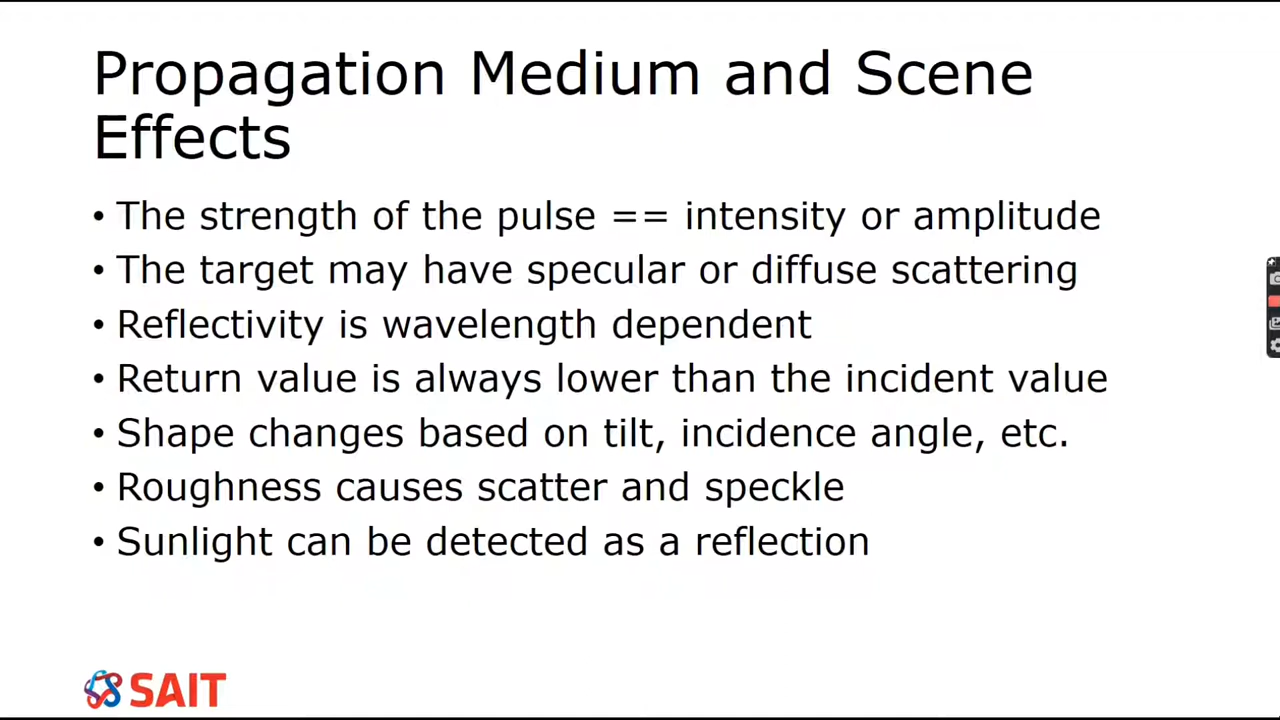 Propagation Medium and Scene
Effects
• The strength of the pulse == intensity or amplitude
• The target may have specular or diffuse scattering
• Reflectivity is wavelength dependent
• Return value is always lower than the incident value
• Shape changes based on tilt, incidence angle, etc.
• Roughness causes scatter and speckle
• Sunlight can be detected as a reflection
SAIT